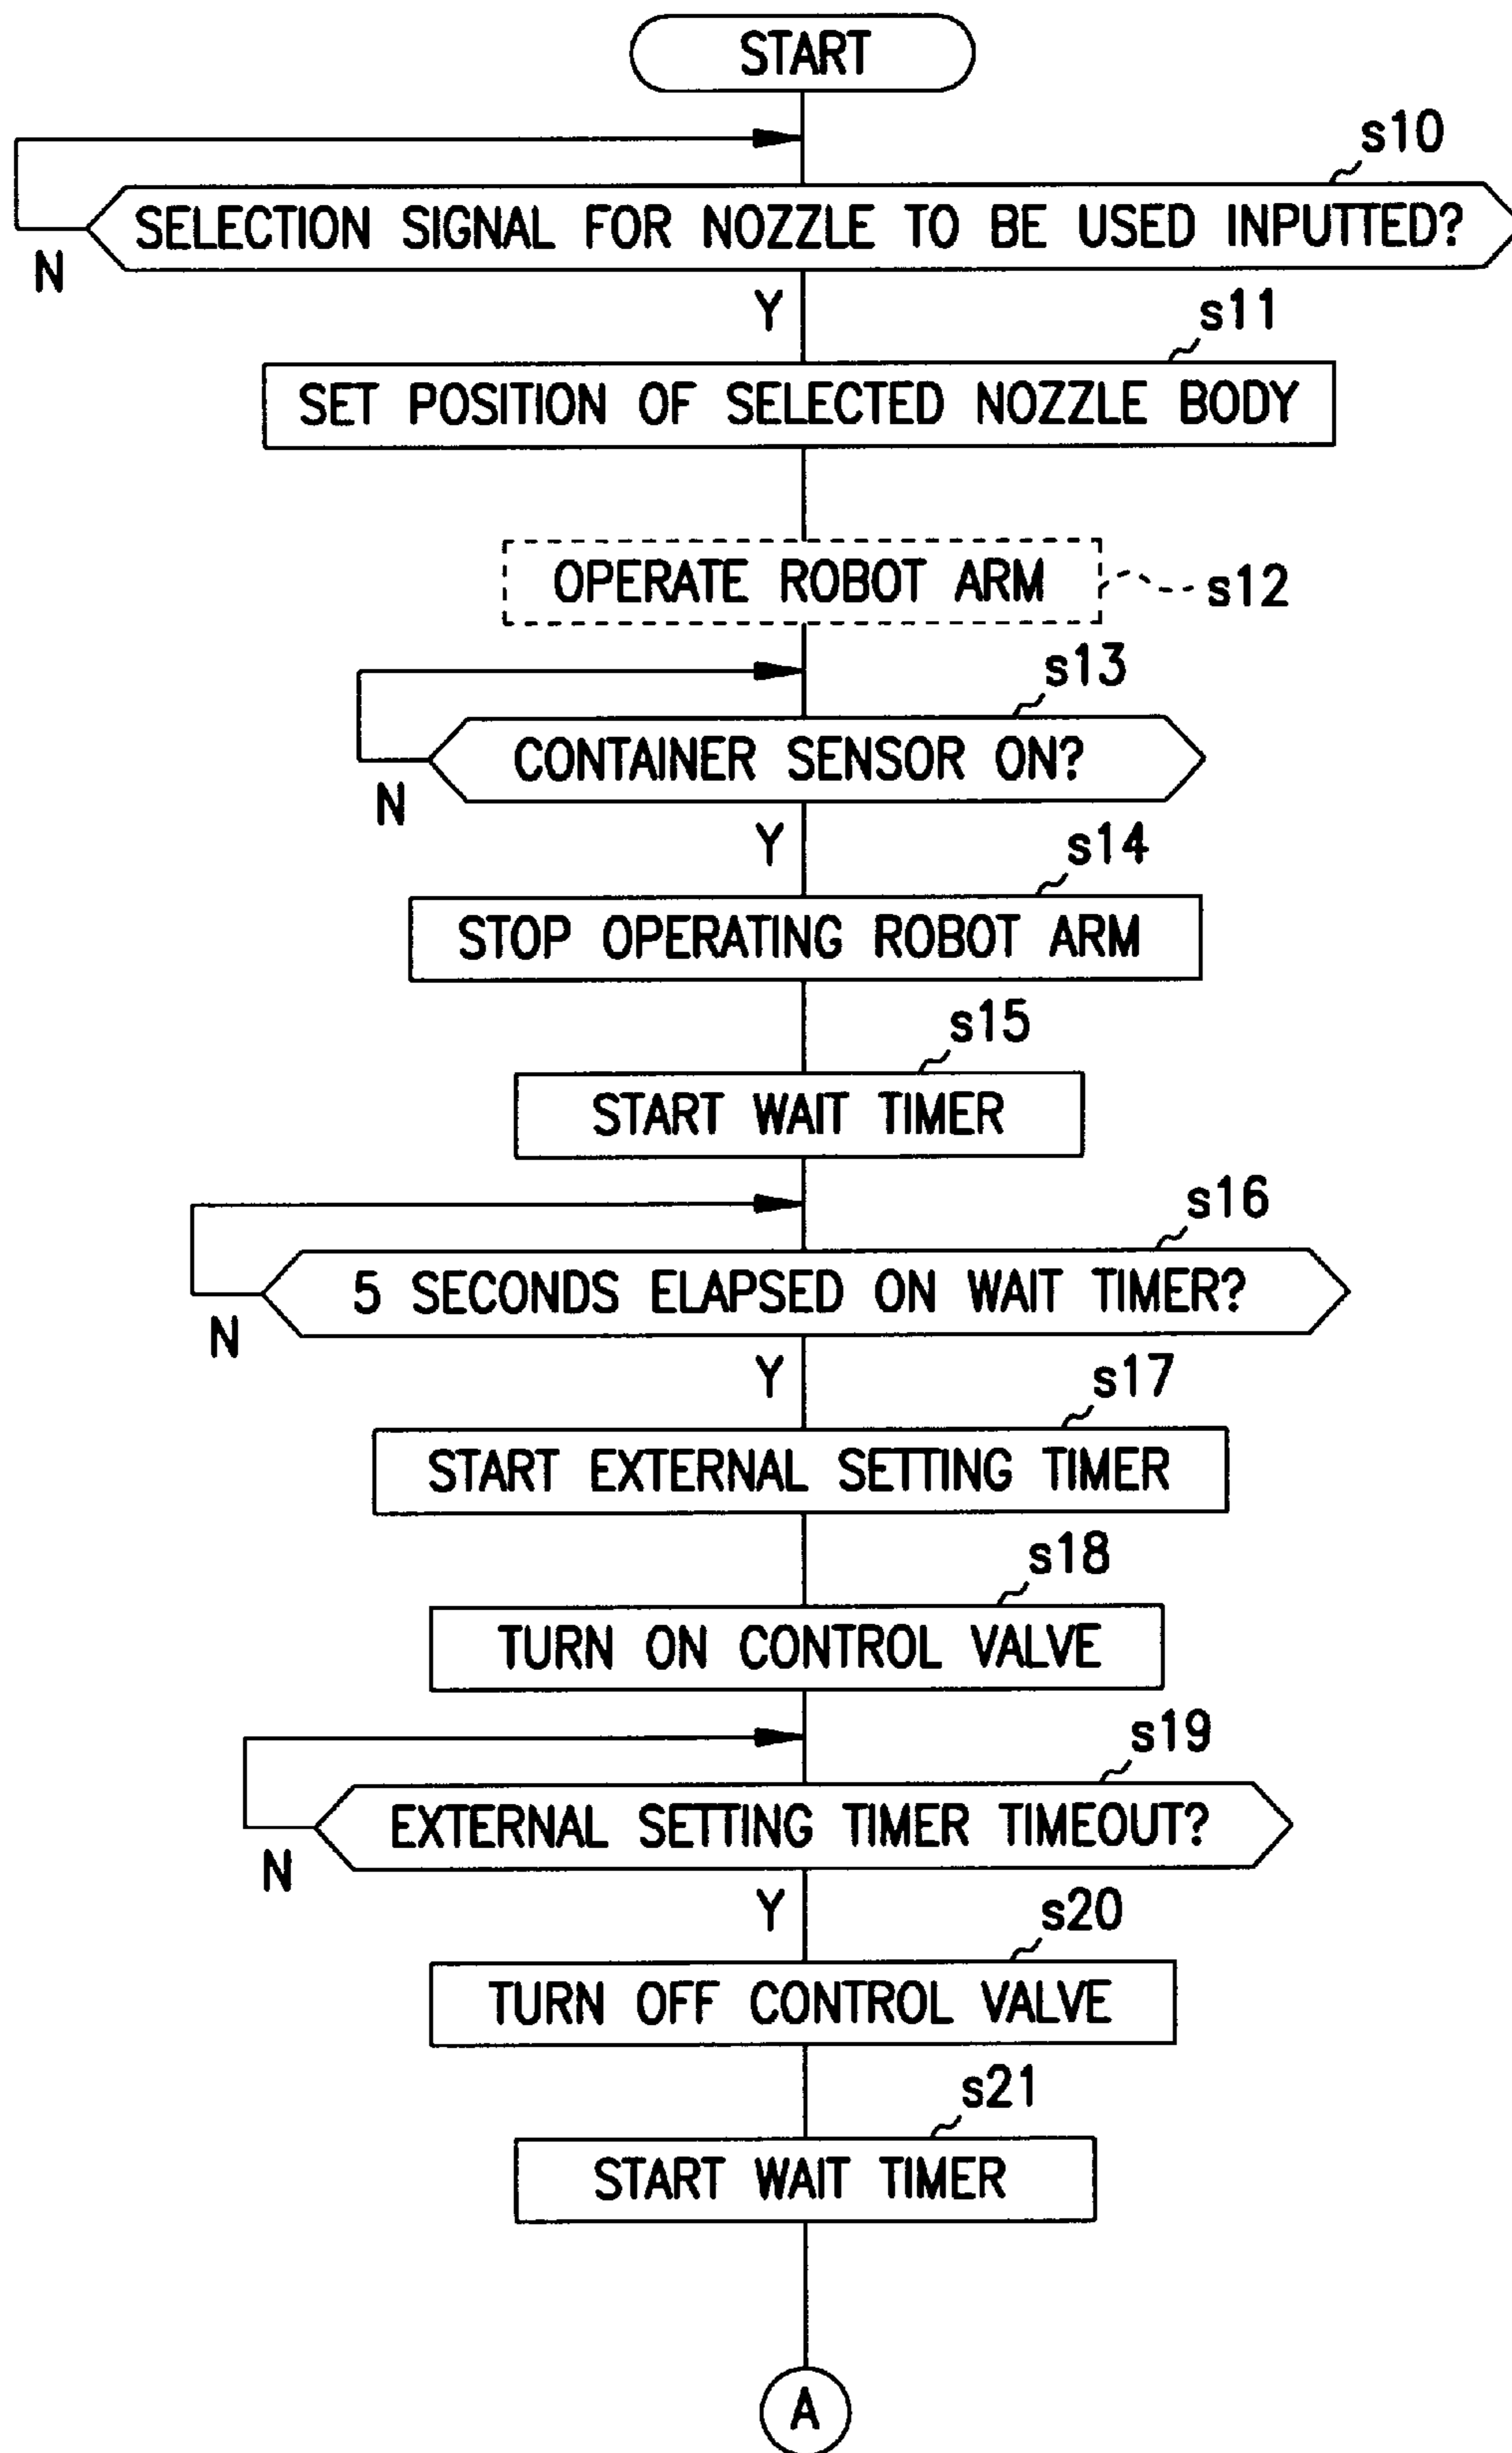 START
s10
SELECTION SIGNAL FOR NOZZLE TO BE USED INPUTTED?
N
Y
s11
SET POSITION OF SELECTED NOZZLE BODY
OPERATE ROBOT ARM
s12
s13
CONTAINER SENSOR ON?
N
Y
s14
STOP OPERATING ROBOT ARM
s15
START WAIT TIMER
s16
5 SECONDS ELAPSED ON WAIT TIMER?
N
Y
s17
START EXTERNAL SETTING TIMER
s18
TURN ON CONTROL VALVE
s19
EXTERNAL SETTING TIMER TIMEOUT?
N
Y
s20
TURN OFF CONTROL VALVE
s21
START WAIT TIMER
A